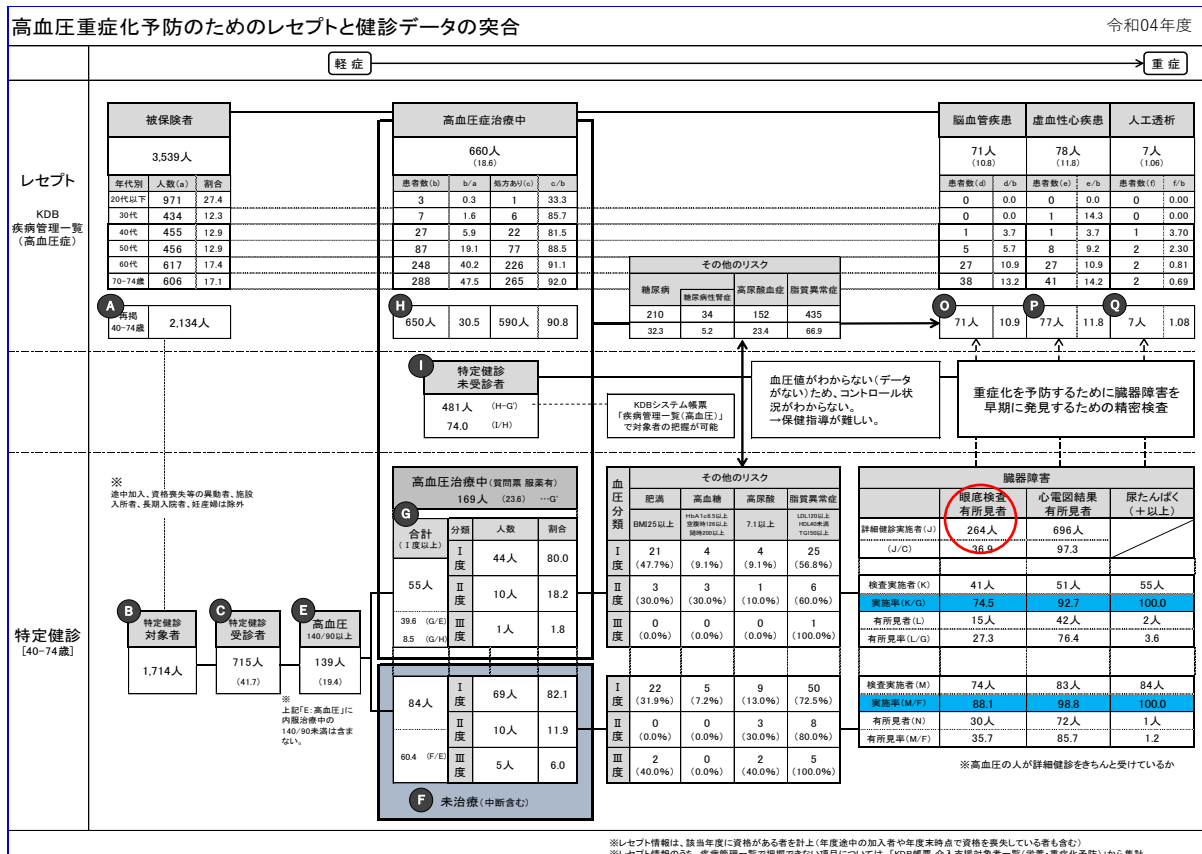 高血圧重症化予防のためのレセプトと健診データの突合
令和04年度
軽 症
重 症
レセプト
KDB
疾病管理一覧
(高血圧症)
被保険者
3,539人
年代別 人数(a) 割合
20代以下 971 27.4
30代 434 12.3
40代 455 12.9
50代 456 12.9
60代 617 17.4
70-74歳 606 17.1
A
再掲
40-74歳
2,134人
高血圧症治療中
660人
(18.6)
患者数(b) b/a 処方あり(c) c/b
3 0.3 1 33.3
7 1.6 6 85.7
27 5.9 22 81.5
87 19.1 77 88.5
248 40.2 226 91.1
288 47.5 265 92.0
H
650人 30.5 590人 90.8
その他のリスク
糖尿病 糖尿病性腎症 高尿酸血症 脂質異常症
210 34 152 435
32.3 5.2 23.4 66.9
脳血管疾患 虚血性心疾患 人工透析
71人 78人 7人
(10.8) (11.8) (1.06)
患者数(d) d/b 患者数(e) e/b 患者数(f) f/b
0 0.0 0 0.0 0 0.00
0 0.0 1 14.3 0 0.00
1 3.7 1 3.7 1 3.70
5 5.7 8 9.2 2 2.30
27 10.9 27 10.9 2 0.81
38 13.2 41 14.2 2 0.69
O P Q
71人 10.9 77人 11.8 7人 1.08
I
特定健診
未受診者
481人 (H-G')
74.0 (I/H)
KDBシステム帳票
「疾病管理一覧(高血圧)」
で対象者の把握が可能
血圧値がわからない(データ
がない)ため、コントロール状
況がわからない。
→保健指導が難しい。
重症化を予防するために臓器障害を
早期に発見するための精密検査
特定健診
[40-74歳]
※
途中加入、資格喪失等の異動者、施設
入所者、長期入院者、妊産婦は除外
B
特定健診
対象者
1,714人
C
特定健診
受診者
715人
(41.7)
E
高血圧
140/90以上
139人
(19.4)
※
上記「E:高血圧」に
内服治療中の
140/90未満は含ま
ない。
高血圧治療中(質問票 服薬有)
169人 (23.6) …G'
G
合計
(Ⅰ度以上)
分類 人数 割合
Ⅰ度 44人 80.0
55人
Ⅱ度 10人 18.2
39.6 (G/E)
8.5 (G/H)
Ⅲ度 1人 1.8
84人
Ⅰ度 69人 82.1
Ⅱ度 10人 11.9
60.4 (F/E)
Ⅲ度 5人 6.0
F 未治療(中断含む)
血圧分類
その他のリスク
肥満 高血糖 高尿酸 脂質異常症
BMI25以上
HbA1c6.5以上
空腹時126以上
随時200以上
7.1以上
LDL120以上
HDL40未満
TG150以上
Ⅰ度 21 4 4 25
(47.7%) (9.1%) (9.1%) (56.8%)
Ⅱ度 3 3 1 6
(30.0%) (30.0%) (10.0%) (60.0%)
Ⅲ度 0 0 0 1
(0.0%) (0.0%) (0.0%) (100.0%)
Ⅰ度 22 5 9 50
(31.9%) (7.2%) (13.0%) (72.5%)
Ⅱ度 0 0 3 8
(0.0%) (0.0%) (30.0%) (80.0%)
Ⅲ度 2 0 2 5
(40.0%) (0.0%) (40.0%) (100.0%)
臓器障害
眼底検査
有所見者
心電図結果
有所見者
尿たんぱく
(+以上)
詳細健診実施者(J) 264人 696人
(J/C) 36.9 97.3
検査実施者(K) 41人 51人 55人
実施率(K/G) 74.5 92.7 100.0
有所見者(L) 15人 42人 2人
有所見率(L/G) 27.3 76.4 3.6
検査実施者(M) 74人 83人 84人
実施率(M/F) 88.1 98.8 100.0
有所見者(N) 30人 72人 1人
有所見率(M/F) 35.7 85.7 1.2
※高血圧の人が詳細健診をきちんと受けているか
※レセプト情報は、該当年度に資格がある者を計上(年度途中の加入者や年度末時点で資格を喪失している者も含む)